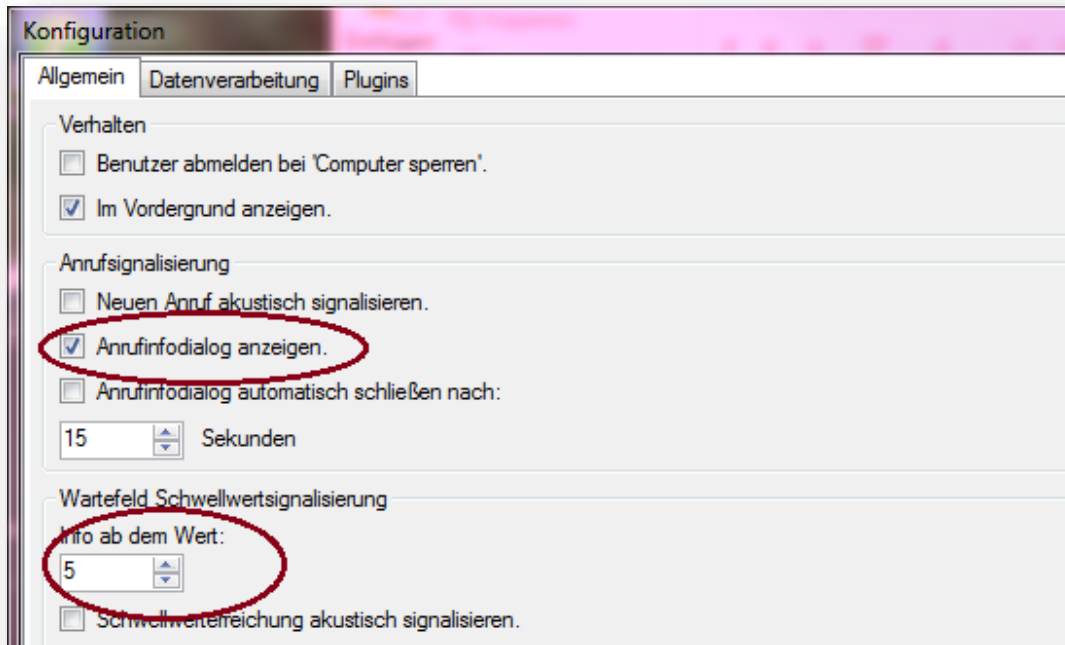 Konfiguration
Allgemein Datenverarbeitung Plugins
Verhalten
Benutzer abmelden bei 'Computer sperren'.
Im Vordergrund anzeigen.
Anrufsignalisierung
Neuen Anruf akustisch signalisieren.
Anrufinfodialog anzeigen.
Anrufinfodialog automatisch schließen nach:
15 Sekunden
Wartefeld Schwellwertsignalisierung
Info ab dem Wert:
5
Schwellwerterreichung akustisch signalisieren.